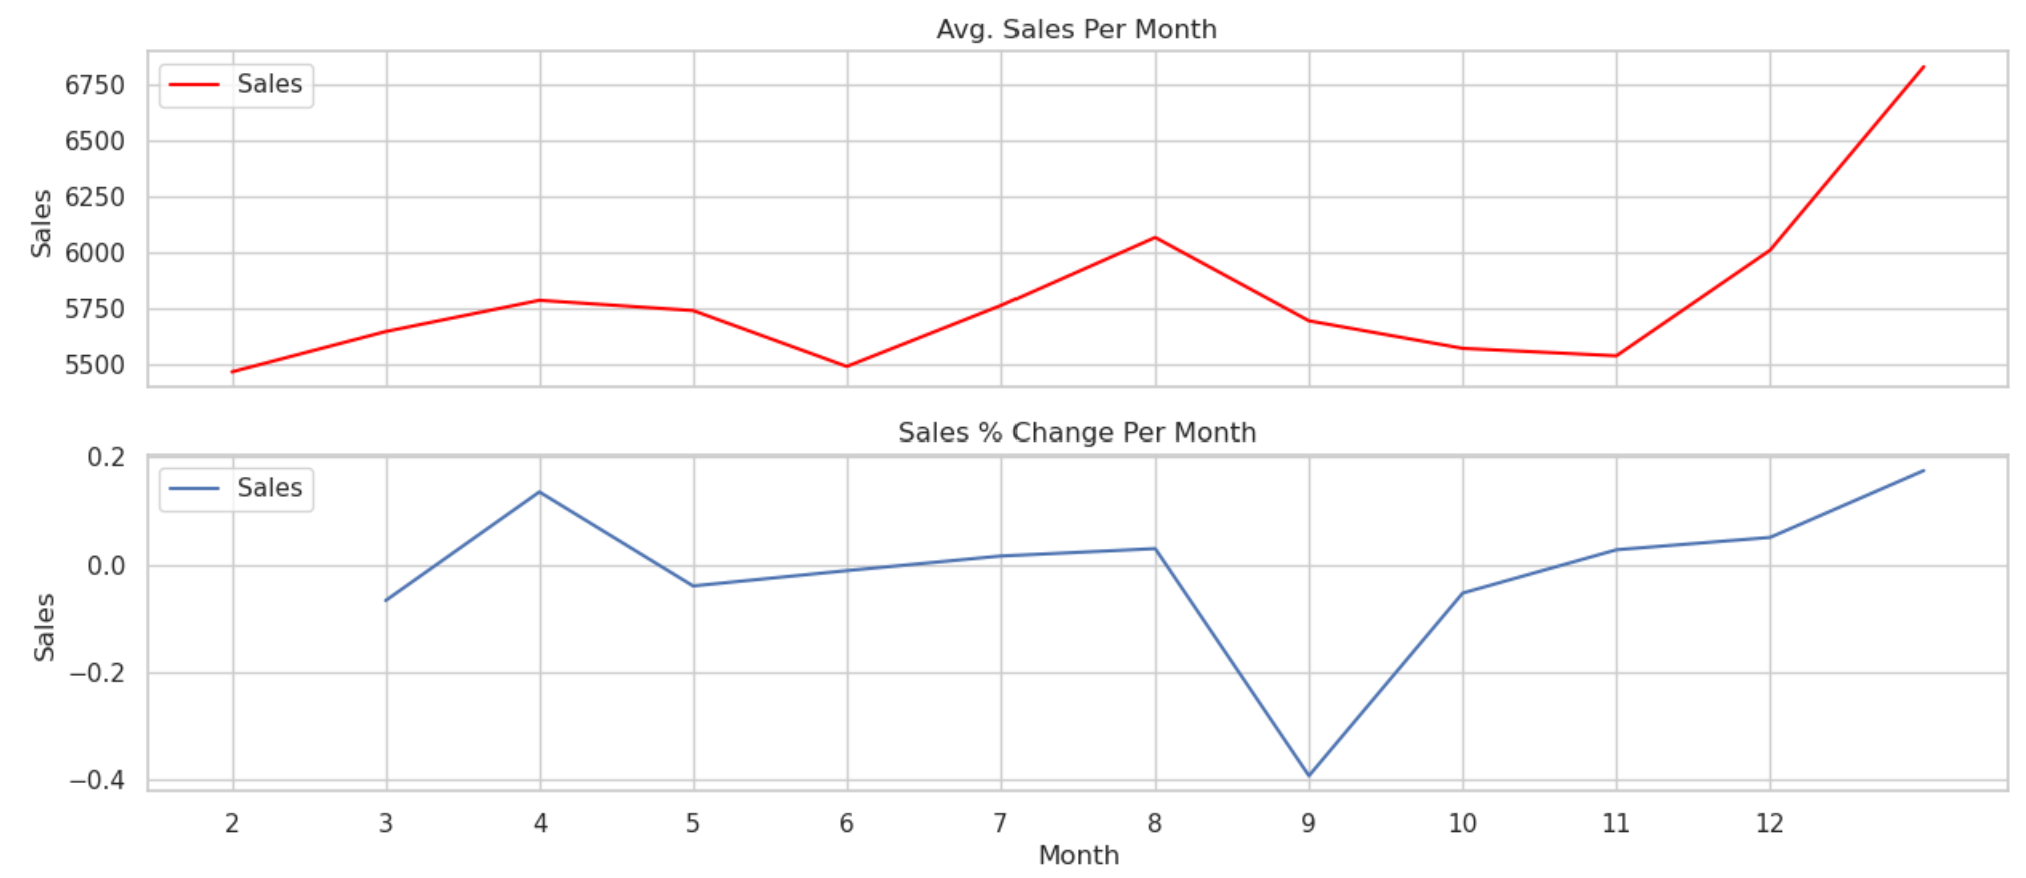 Avg. Sales Per Month
Sales
6750
6500
6250
6000
5750
5500
Sales
Sales % Change Per Month
Sales
0.2
0.0
−0.2
−0.4
Sales
2 3 4 5 6 7 8 9 10 11 12
Month